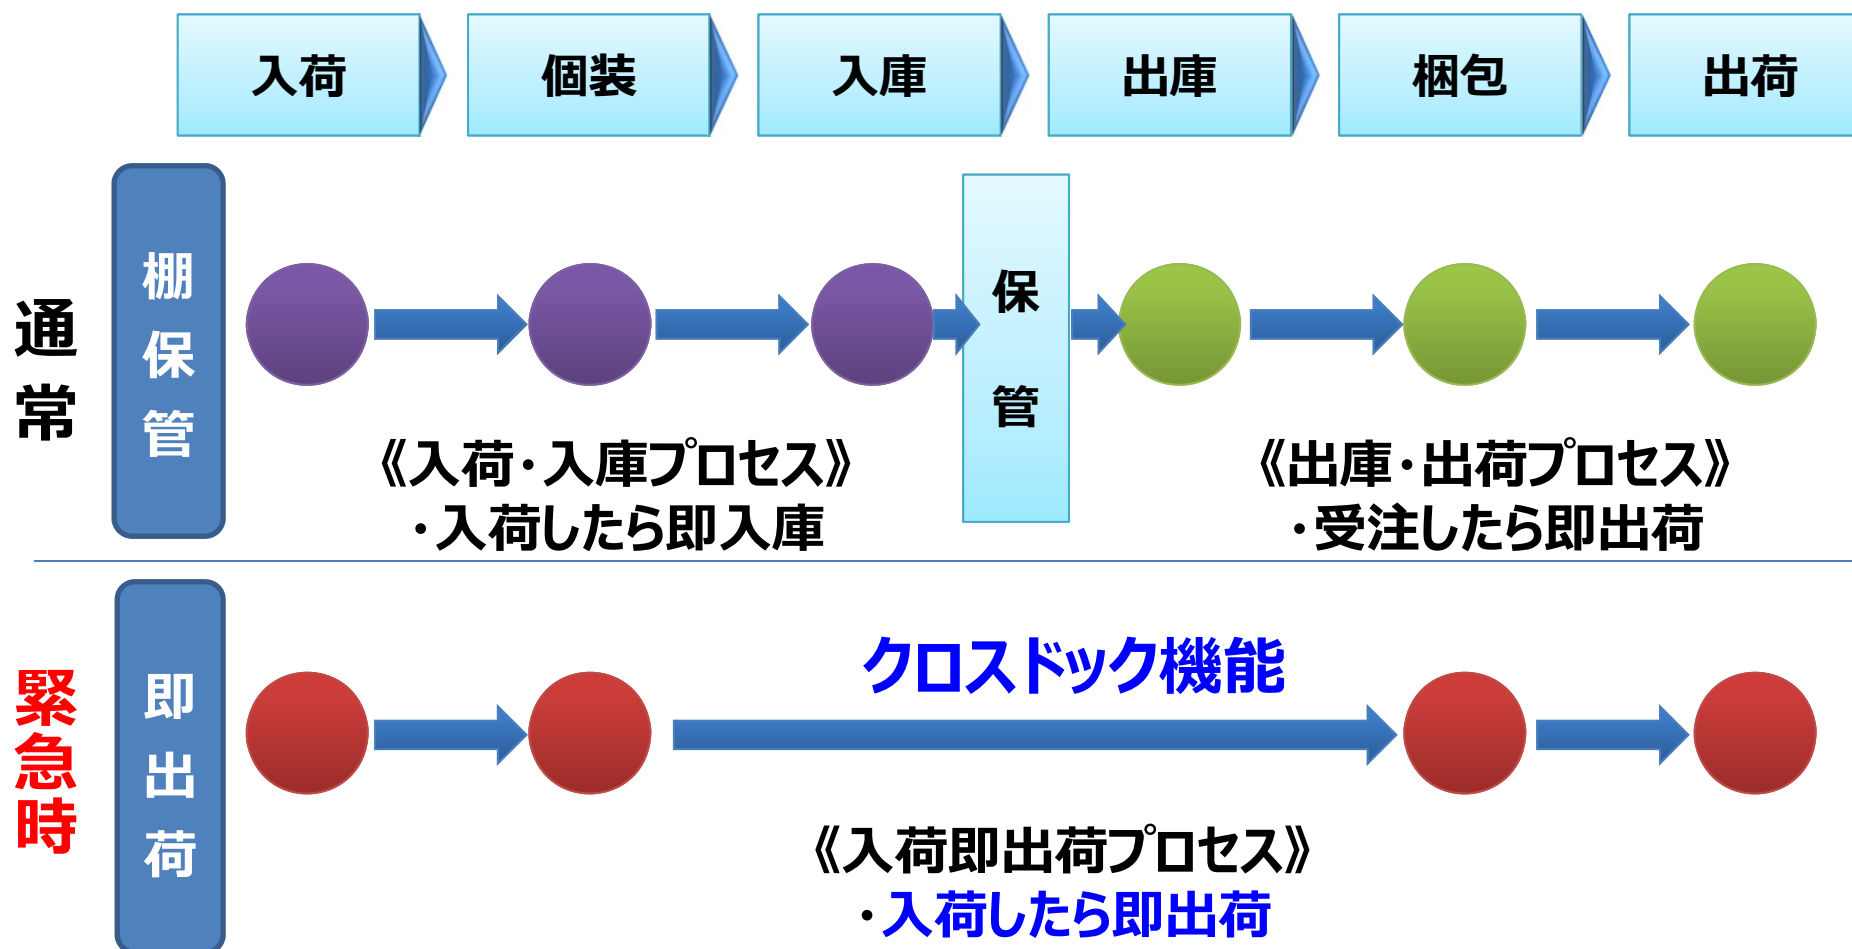 入荷
個装
入庫
出庫
梱包
出荷
通常
棚保管
保管
《入荷・入庫プロセス》
・入荷したら即入庫
《出庫・出荷プロセス》
・受注したら即出荷
緊急時
即出荷
クロスドック機能
《入荷即出荷プロセス》
・入荷したら即出荷